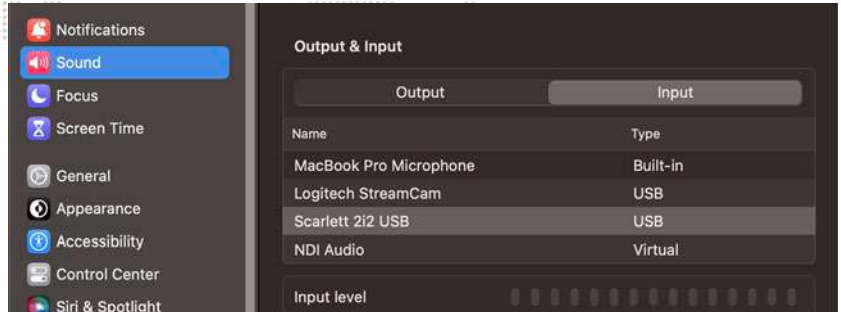 Notifications
Sound
Focus
Screen Time
General
Appearance
Accessibility
Control Center
Siri & Spotlight
Output & Input
Output Input
Name Type
MacBook Pro Microphone Built-in
Logitech StreamCam USB
Scarlett 2i2 USB USB
NDI Audio Virtual
Input level